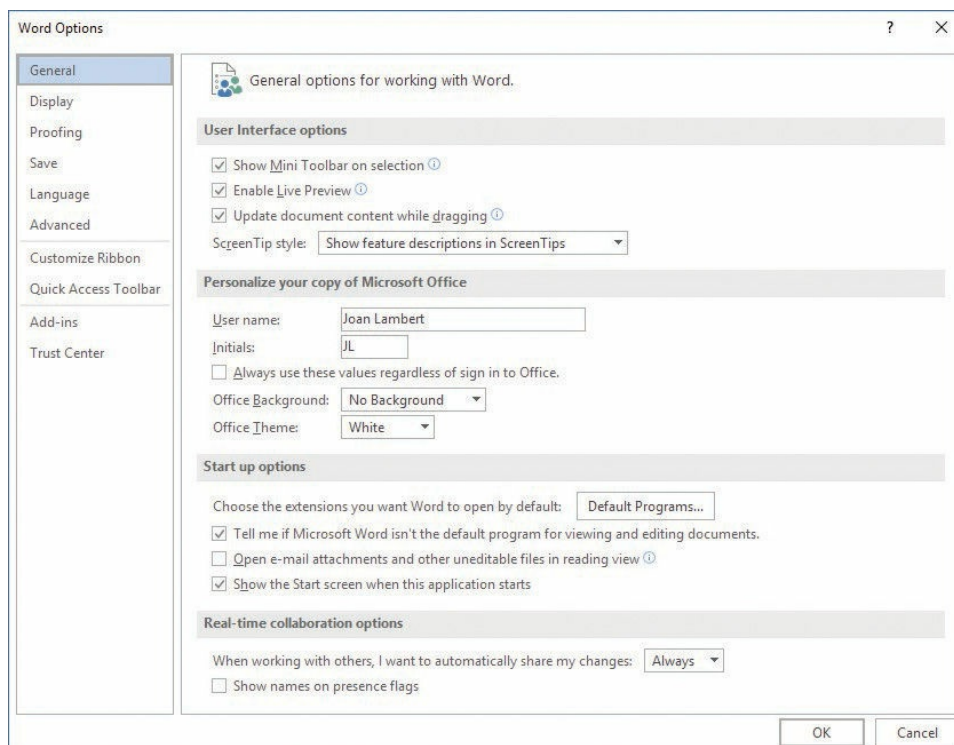 Word Options
?
General
Display
Proofing
Save
Language
Advanced
Customize Ribbon
Quick Access Toolbar
Add-ins
Trust Center
General options for working with Word.
User Interface options
Show Mini Toolbar on selection
Enable Live Preview
Update document content while dragging
ScreenTip style: Show feature descriptions in ScreenTips
Personalize your copy of Microsoft Office
User name: Joan Lambert
Initials: JL
Always use these values regardless of sign in to Office.
Office Background: No Background
Office Theme: White
Start up options
Choose the extensions you want Word to open by default: Default Programs...
Tell me if Microsoft Word isn't the default program for viewing and editing documents.
Open e-mail attachments and other uneditable files in reading view
Show the Start screen when this application starts
Real-time collaboration options
When working with others, I want to automatically share my changes: Always
Show names on presence flags
OK Cancel